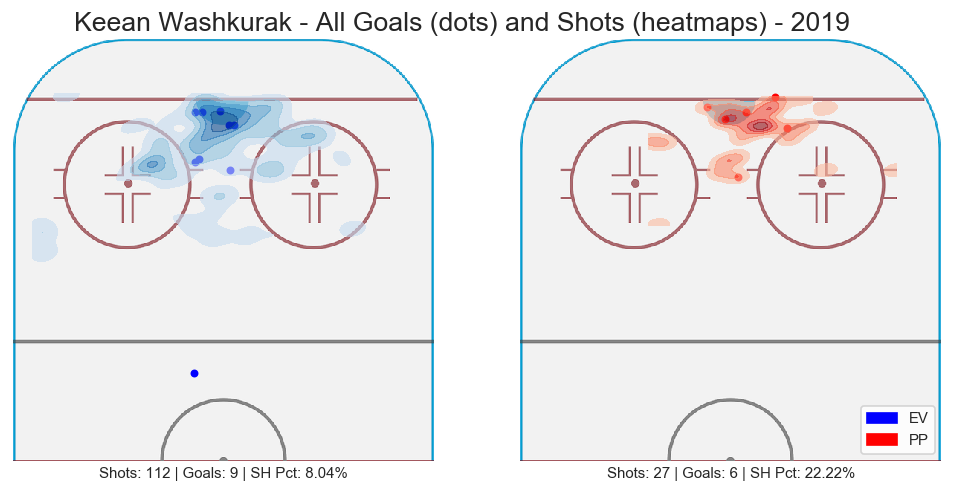 Keean Washkurak - All Goals (dots) and Shots (heatmaps) - 2019
EV
PP
Shots: 112 | Goals: 9 | SH Pct: 8.04%
Shots: 27 | Goals: 6 | SH Pct: 22.22%